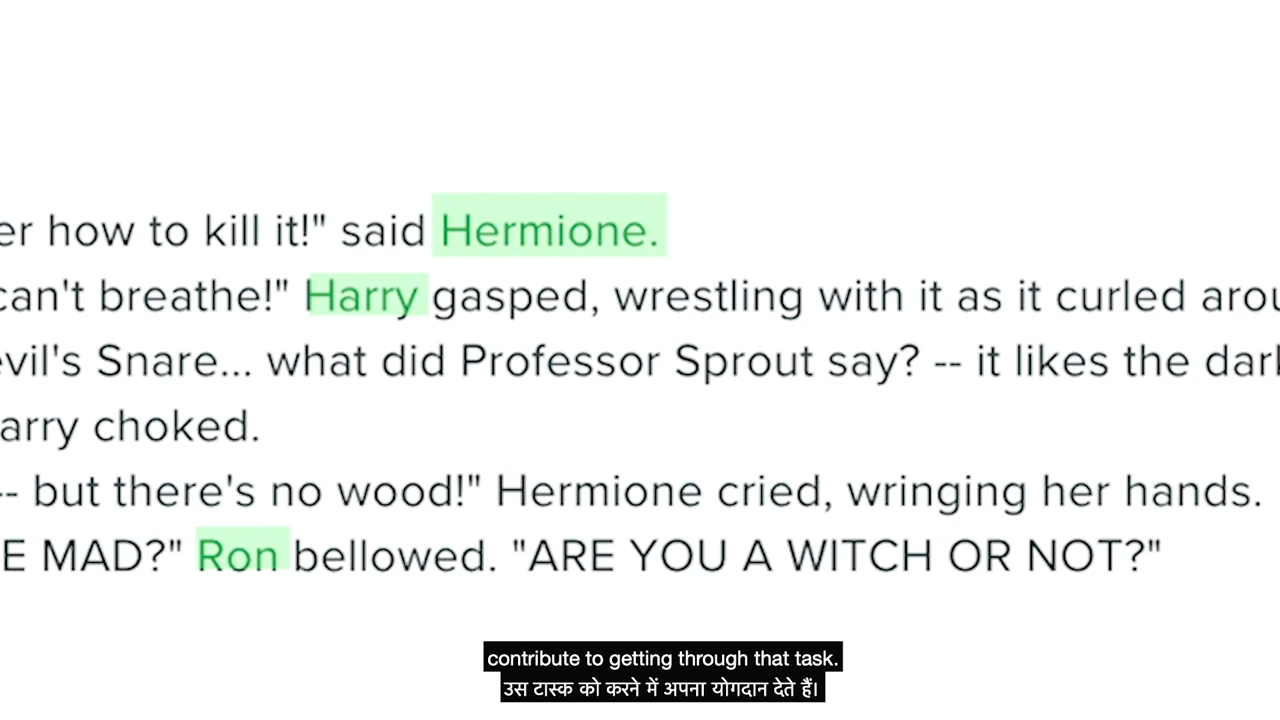 er how to kill it!" said Hermione.
can't breathe!" Harry gasped, wrestling with it as it curled arou
evil's Snare... what did Professor Sprout say? -- it likes the dark
arry choked.
-- but there's no wood!" Hermione cried, wringing her hands.
E MAD?" Ron bellowed. "ARE YOU A WITCH OR NOT?"
contribute to getting through that task.
उस टास्क को करने में अपना योगदान देते हैं।